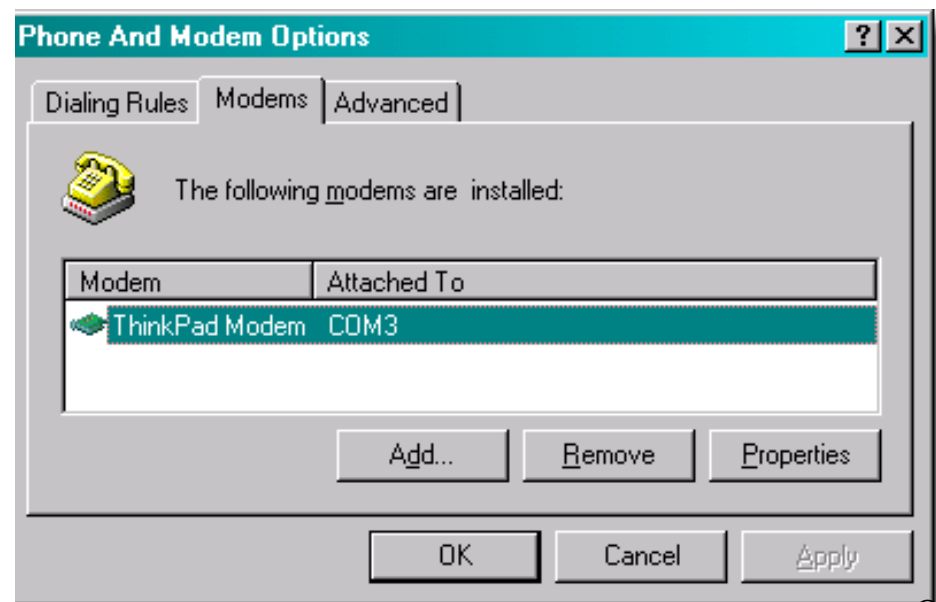 Phone And Modem Options ? X
Dialing Rules Modems Advanced
The following modems are installed:
Modem Attached To
ThinkPad Modem COM3
Add... Remove Properties
OK Cancel Apply